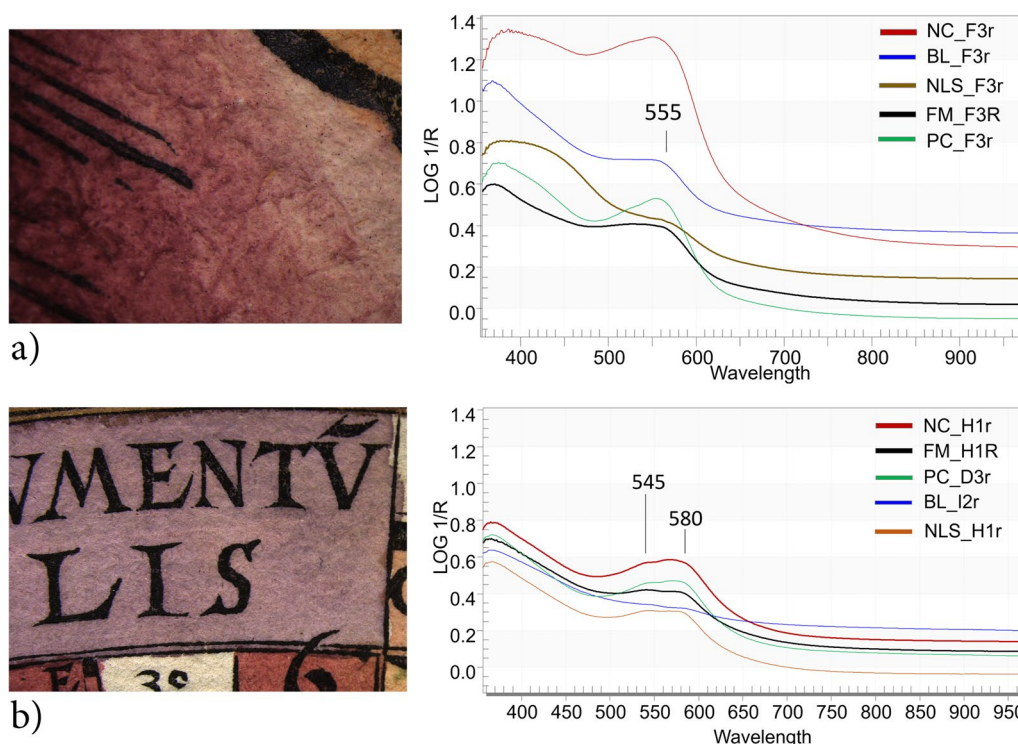 1.4
1.2
1.0
0.8
0.6
0.4
0.2
0.0
LOG 1/R
555
NC_F3r
BL_F3r
NLS_F3r
FM_F3R
PC_F3r
400 500 600 700 800 900
Wavelength
a)
VMENTV̄
LIS
38
1.4
1.2
1.0
0.8
0.6
0.4
0.2
0.0
LOG 1/R
545
580
NC_H1r
FM_H1R
PC_D3r
BL_I2r
NLS_H1r
400 450 500 550 600 650 700 750 800 850 900 950
Wavelength
b)